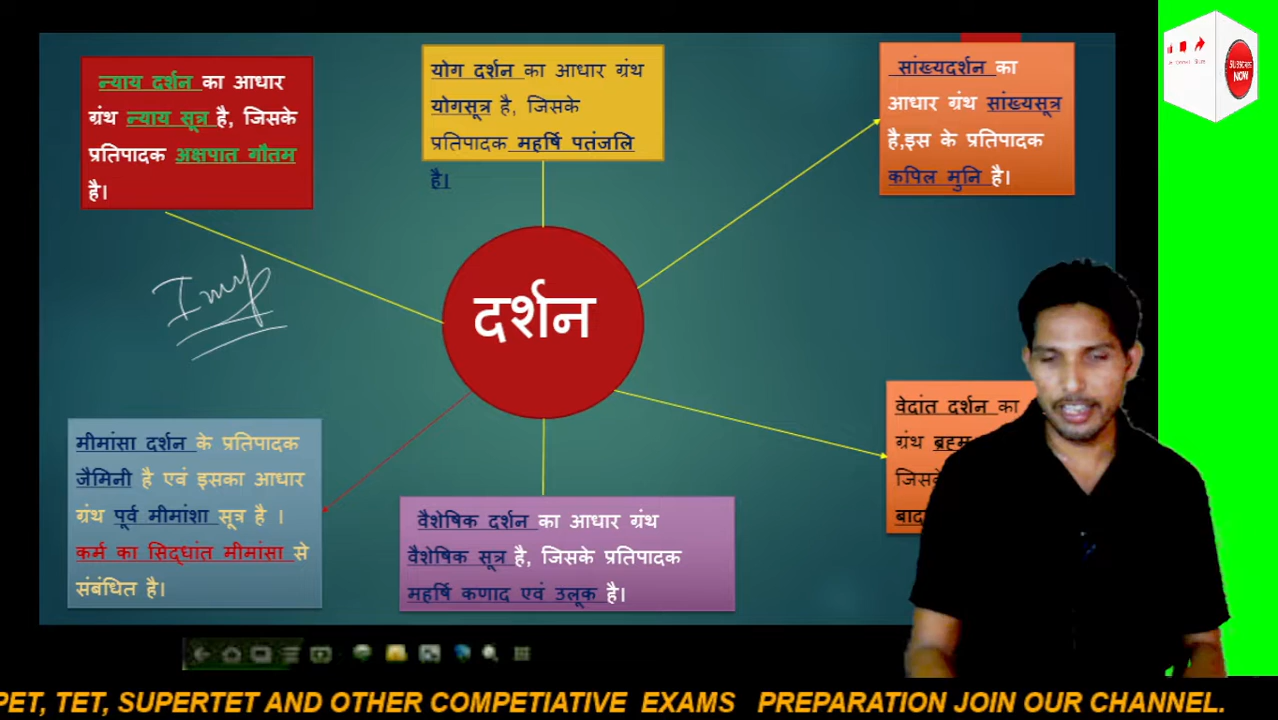 न्याय दर्शन का आधार
ग्रंथ न्याय सूत्र है, जिसके
प्रतिपादक अक्षपात गौतम
है।
योग दर्शन का आधार ग्रंथ
योगसूत्र है, जिसके
प्रतिपादक महर्षि पतंजलि
है।
सांख्यदर्शन का
आधार ग्रंथ सांख्यसूत्र
है,इस के प्रतिपादक
कपिल मुनि है।
SUBSCRIBE
NOW
Imp
दर्शन
मीमांसा दर्शन के प्रतिपादक
जैमिनी है एवं इसका आधार
ग्रंथ पूर्व मीमांशा सूत्र है ।
कर्म का सिद्धांत मीमांसा से
संबंधित है।
वैशेषिक दर्शन का आधार ग्रंथ
वैशेषिक सूत्र है, जिसके प्रतिपादक
महर्षि कणाद एवं उलूक है।
वेदांत दर्शन का
ग्रंथ
PET, TET, SUPERTET AND OTHER COMPETIATIVE EXAMS PREPARATION JOIN OUR CHANNEL.